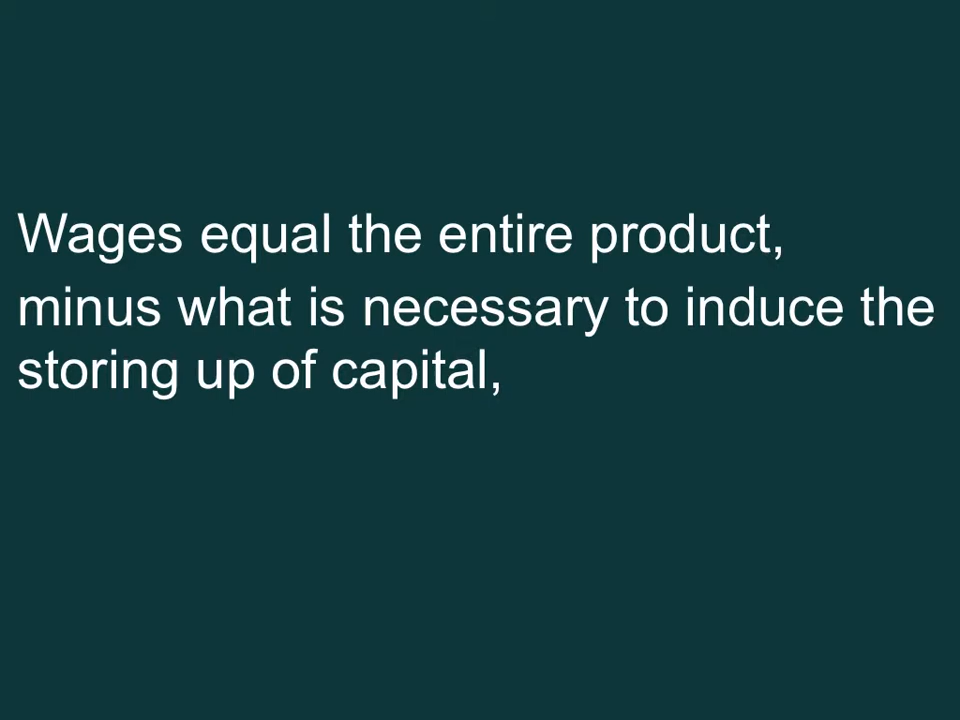 Wages equal the entire product,
minus what is necessary to induce the
storing up of capital,